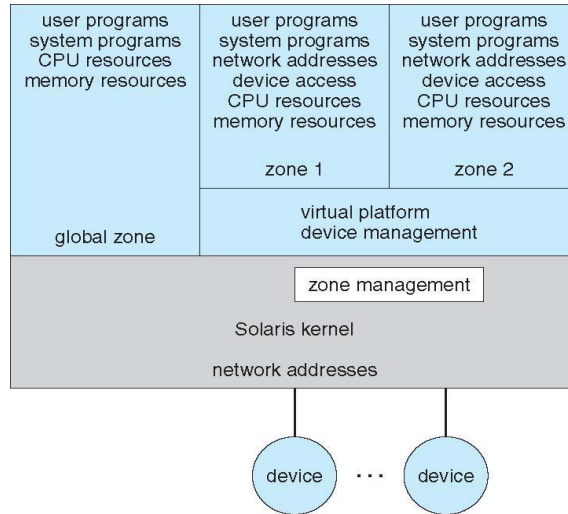 user programs
system programs
CPU resources
memory resources
global zone
user programs
system programs
network addresses
device access
CPU resources
memory resources
zone 1
user programs
system programs
network addresses
device access
CPU resources
memory resources
zone 2
virtual platform
device management
zone management
Solaris kernel
network addresses
device
...
device